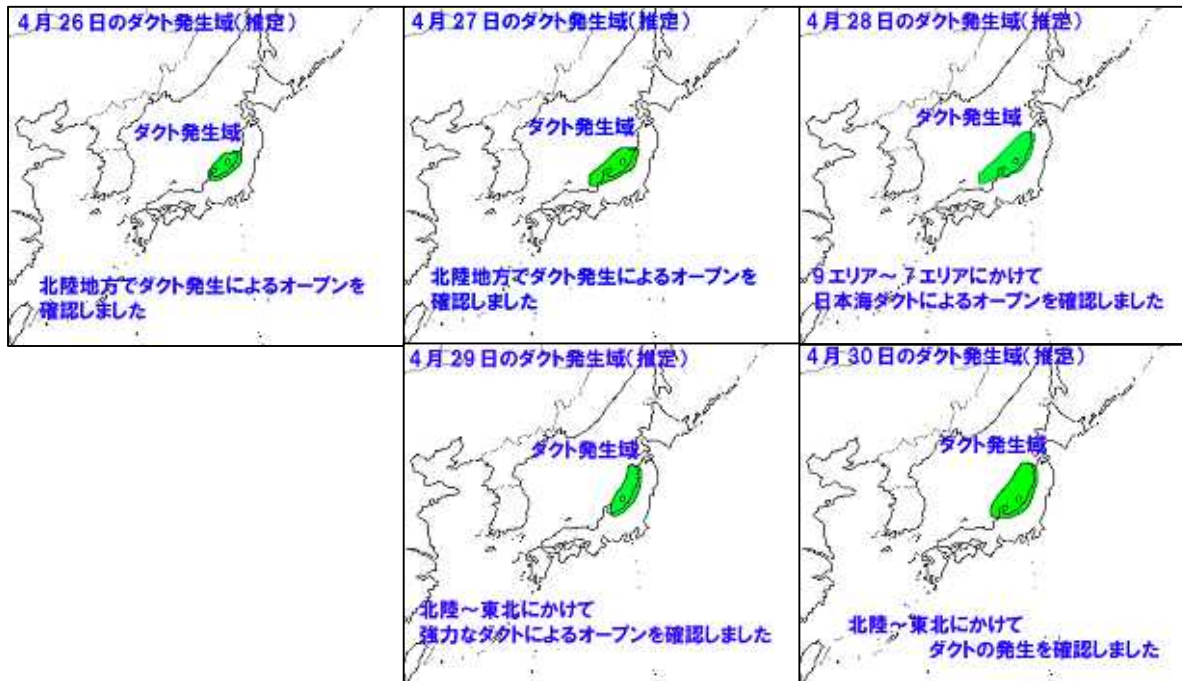 4月26日のダクト発生域(推定)
ダクト発生域
北陸地方でダクト発生によるオープンを
確認しました
4月27日のダクト発生域(推定)
ダクト発生域
北陸地方でダクト発生によるオープンを
確認しました
4月28日のダクト発生域(推定)
ダクト発生域
9エリア～7エリアにかけて
日本海ダクトによるオープンを確認しました
4月29日のダクト発生域(推定)
ダクト発生域
北陸～東北にかけて
強力なダクトによるオープンを確認しました
4月30日のダクト発生域(推定)
ダクト発生域
北陸～東北にかけて
ダクトの発生を確認しました